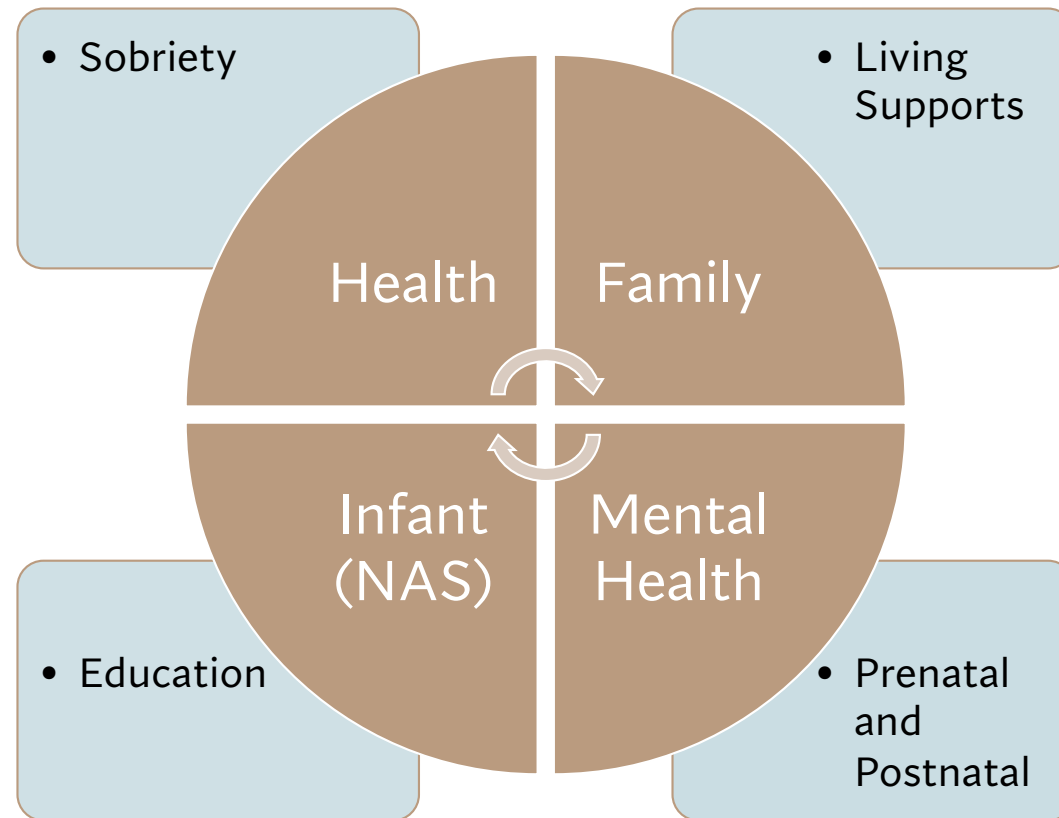 • Sobriety
• Living
Supports
Health
Family
Infant
(NAS)
Mental
Health
• Education
• Prenatal
and
Postnatal